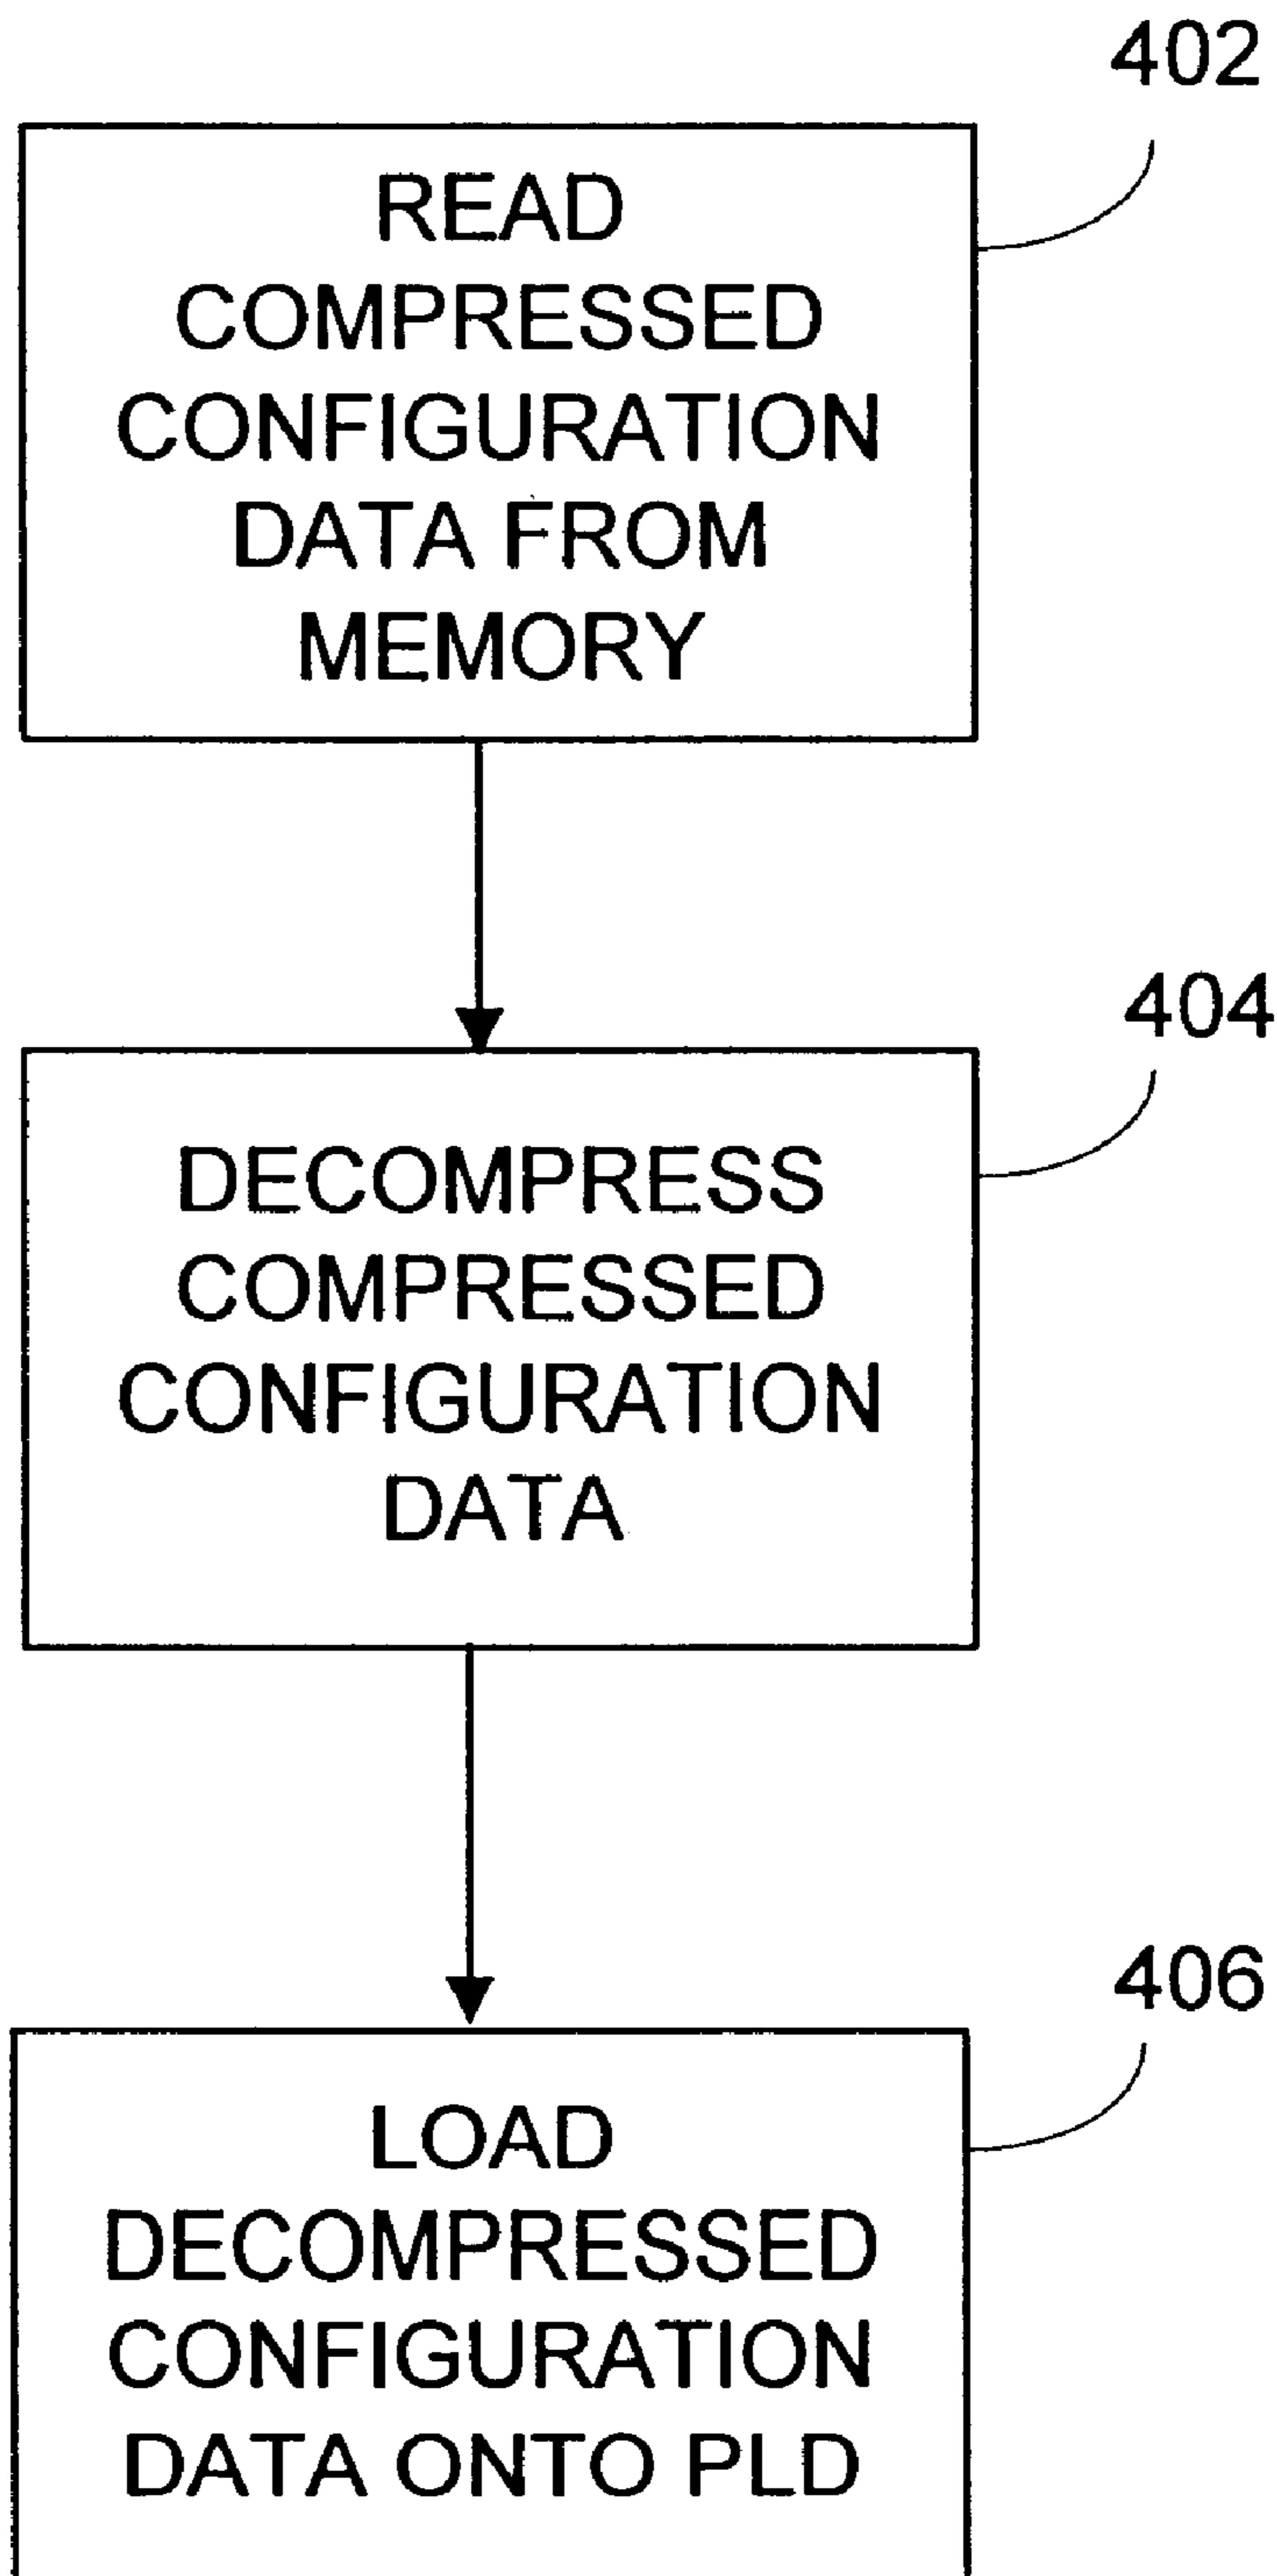 402
READ
COMPRESSED
CONFIGURATION
DATA FROM
MEMORY
404
DECOMPRESS
COMPRESSED
CONFIGURATION
DATA
406
LOAD
DECOMPRESSED
CONFIGURATION
DATA ONTO PLD